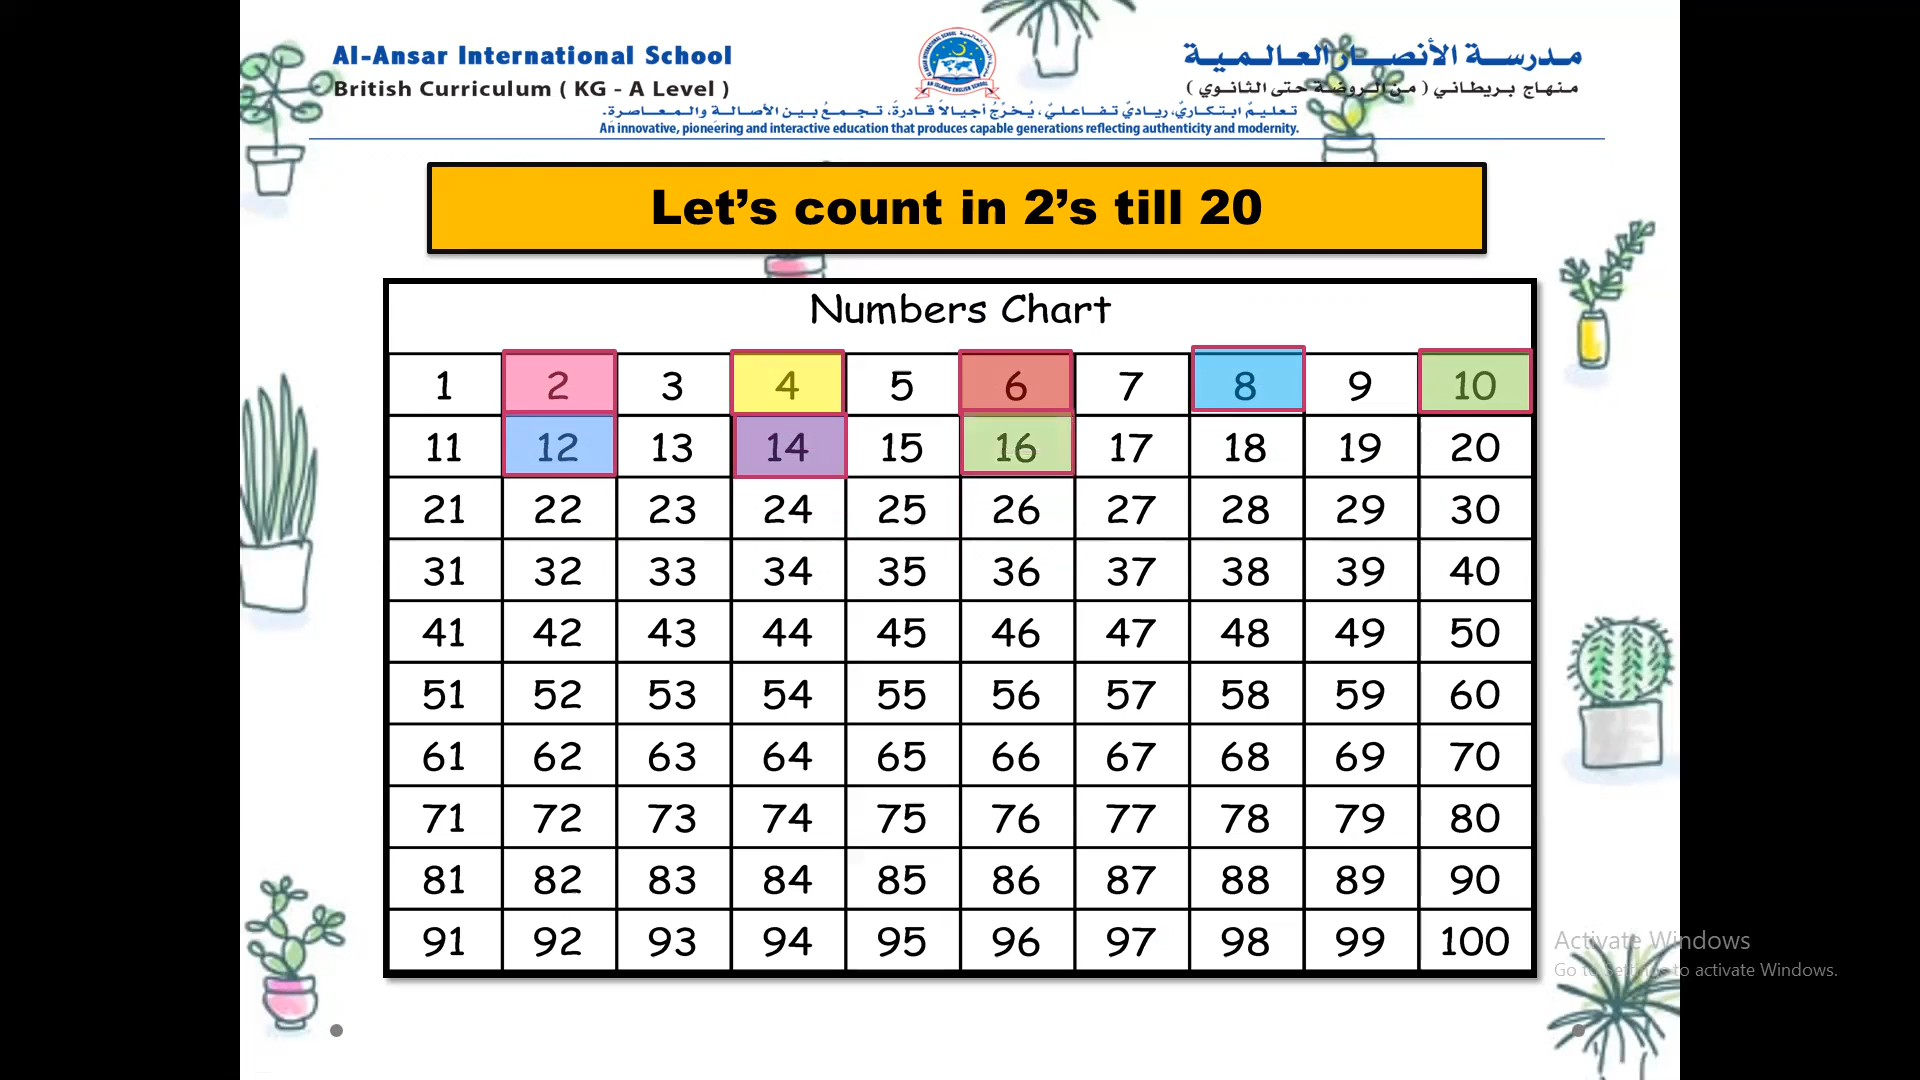 Al-Ansar International School
مدرسة الأنصار العالمية
British Curriculum ( KG - A Level )
منهاج بريطاني ( من الروضة حتى الثانوي )
تعليمٌ ابتكاريٌ، رياديٌ تفاعليٌ، يُخرّجُ أجيالاً قادرةً، تجمعُ بين الأصالة والمعاصرة.
An innovative, pioneering and interactive education that produces capable generations reflecting authenticity and modernity.
Let’s count in 2’s till 20
Numbers Chart
1 2 3 4 5 6 7 8 9 10
11 12 13 14 15 16 17 18 19 20
21 22 23 24 25 26 27 28 29 30
31 32 33 34 35 36 37 38 39 40
41 42 43 44 45 46 47 48 49 50
51 52 53 54 55 56 57 58 59 60
61 62 63 64 65 66 67 68 69 70
71 72 73 74 75 76 77 78 79 80
81 82 83 84 85 86 87 88 89 90
91 92 93 94 95 96 97 98 99 100
Activate Windows
Go to Settings to activate Windows.